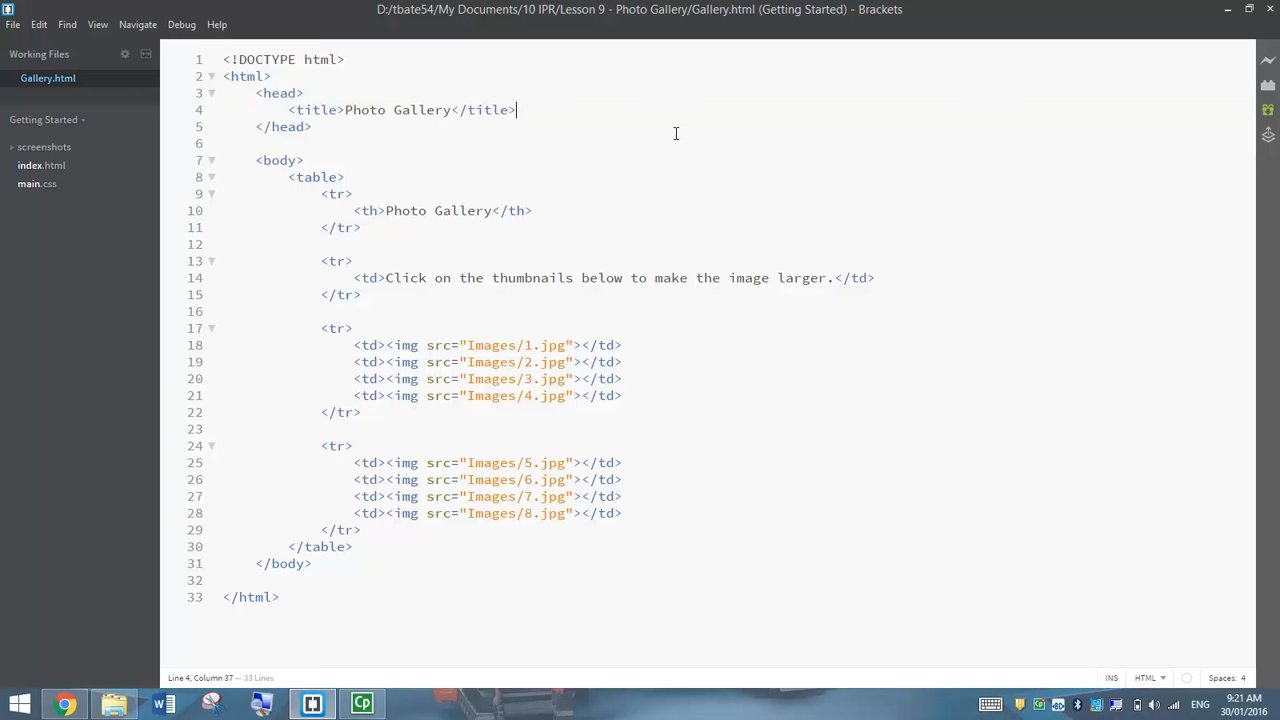 D:/tbate54/My Documents/10 IPR/Lesson 9 - Photo Gallery/Gallery.html (Getting Started) - Brackets
File Edit Find View Navigate Debug Help
Working Files
Gallery.html
Getting Started
screenshots
index.html
main.css
1 <!DOCTYPE html>
2 <html>
3 <head>
4 <title>Photo Gallery</title>
5 </head>
6
7 <body>
8 <table>
9 <tr>
10 <th>Photo Gallery</th>
11 </tr>
12
13 <tr>
14 <td>Click on the thumbnails below to make the image larger.</td>
15 </tr>
16
17 <tr>
18 <td><img src="Images/1.jpg"></td>
19 <td><img src="Images/2.jpg"></td>
20 <td><img src="Images/3.jpg"></td>
21 <td><img src="Images/4.jpg"></td>
22 </tr>
23
24 <tr>
25 <td><img src="Images/5.jpg"></td>
26 <td><img src="Images/6.jpg"></td>
27 <td><img src="Images/7.jpg"></td>
28 <td><img src="Images/8.jpg"></td>
29 </tr>
30 </table>
31 </body>
32
33 </html>
Line 4, Column 37 — 33 Lines
INS HTML Spaces: 4
Cp
ENG
9:21 AM
30/01/2016